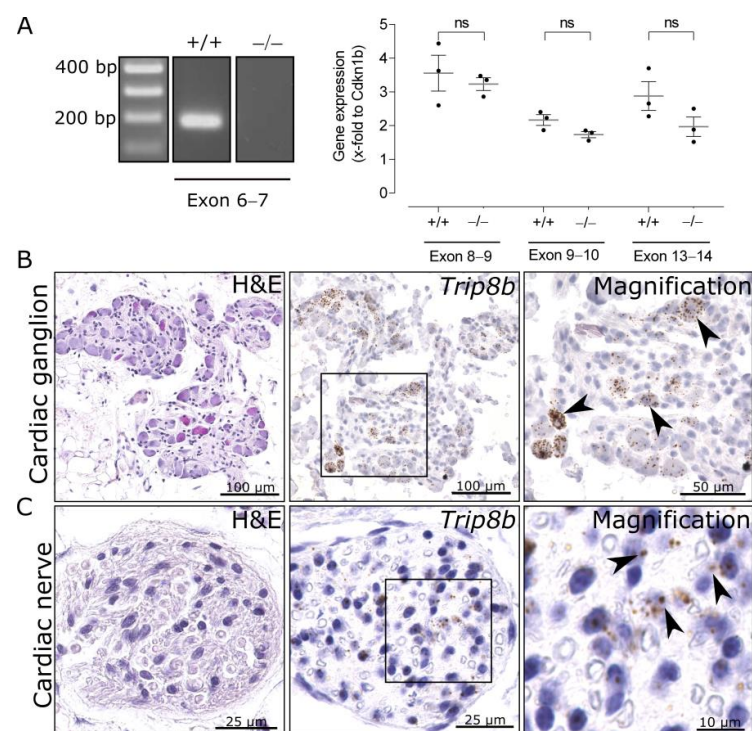 A
+/+ –/–
400 bp
200 bp
Exon 6–7
Gene expression
(x-fold to Cdkn1b)
5
4
3
2
1
0
ns ns ns
+/+ –/– +/+ –/– +/+ –/–
Exon 8–9 Exon 9–10 Exon 13–14
B
Cardiac ganglion
H&E
100 µm
Trip8b
100 µm
Magnification
50 µm
C
Cardiac nerve
H&E
25 µm
Trip8b
25 µm
Magnification
10 µm